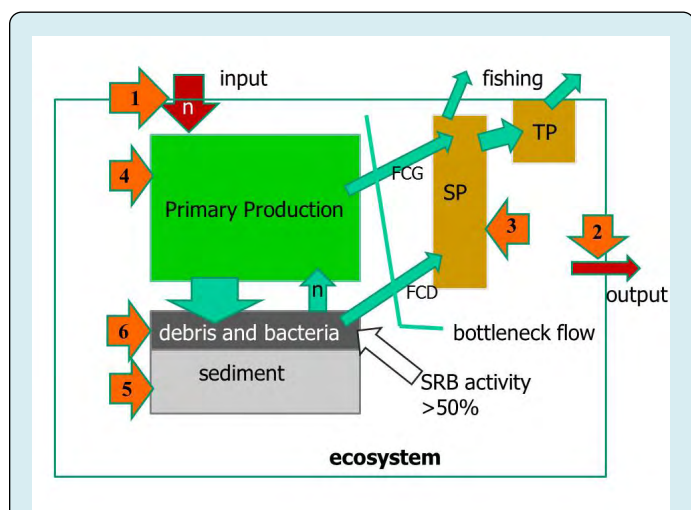 input
fishing
1
n
TP
4
FCG
Primary Production
SP
3
2
n
FCD
output
6
debris and bacteria
bottleneck flow
sediment
5
SRB activity
>50%
ecosystem